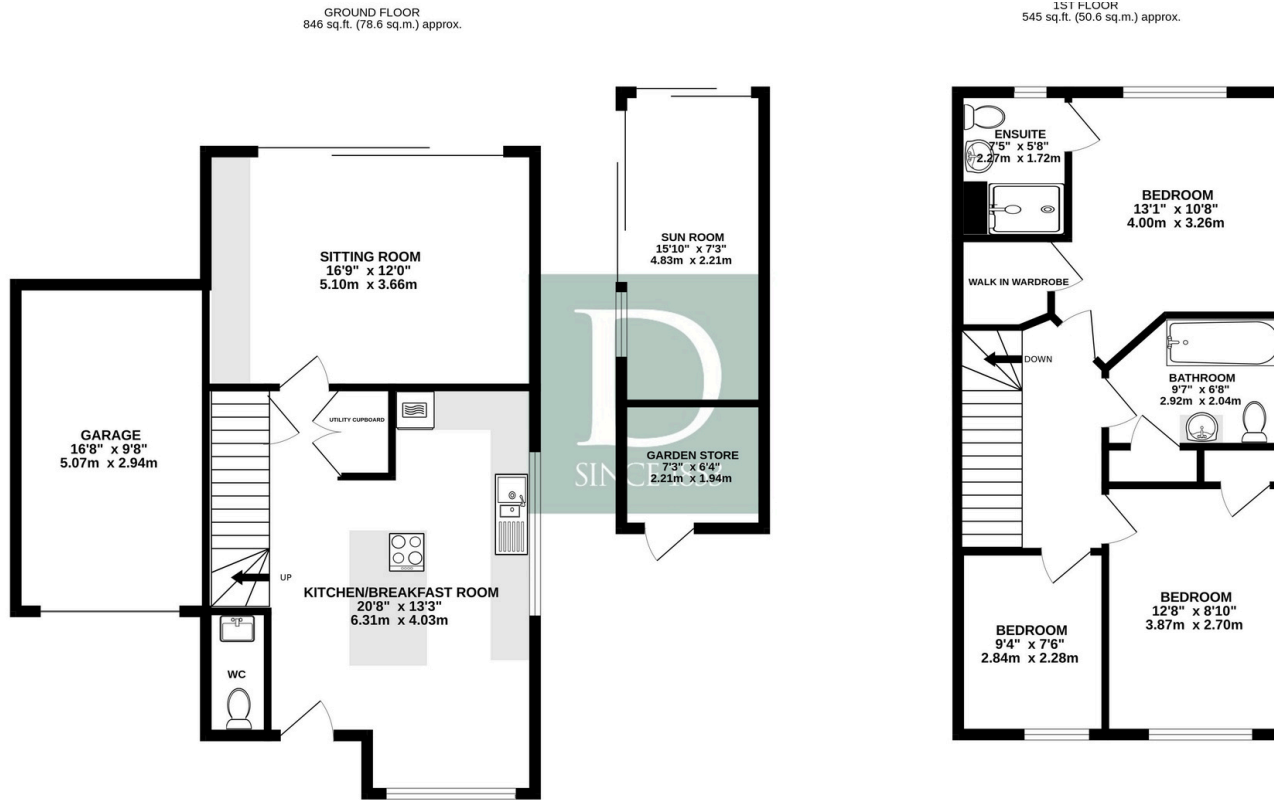 GROUND FLOOR
846 sq.ft. (78.6 sq.m.) approx.
1ST FLOOR
545 sq.ft. (50.6 sq.m.) approx.
SITTING ROOM
16'9" x 12'0"
5.10m x 3.66m
GARAGE
16'8" x 9'8"
5.07m x 2.94m
UTILITY CUPBOARD
UP
KITCHEN/BREAKFAST ROOM
20'8" x 13'3"
6.31m x 4.03m
WC
SUN ROOM
15'10" x 7'3"
4.83m x 2.21m
D
SINCE 1835
GARDEN STORE
7'3" x 6'4"
2.21m x 1.94m
ENSUITE
7'5" x 5'8"
2.27m x 1.72m
BEDROOM
13'1" x 10'8"
4.00m x 3.26m
WALK IN WARDROBE
DOWN
BATHROOM
9'7" x 6'8"
2.92m x 2.04m
BEDROOM
12'8" x 8'10"
3.87m x 2.70m
BEDROOM
9'4" x 7'6"
2.84m x 2.28m